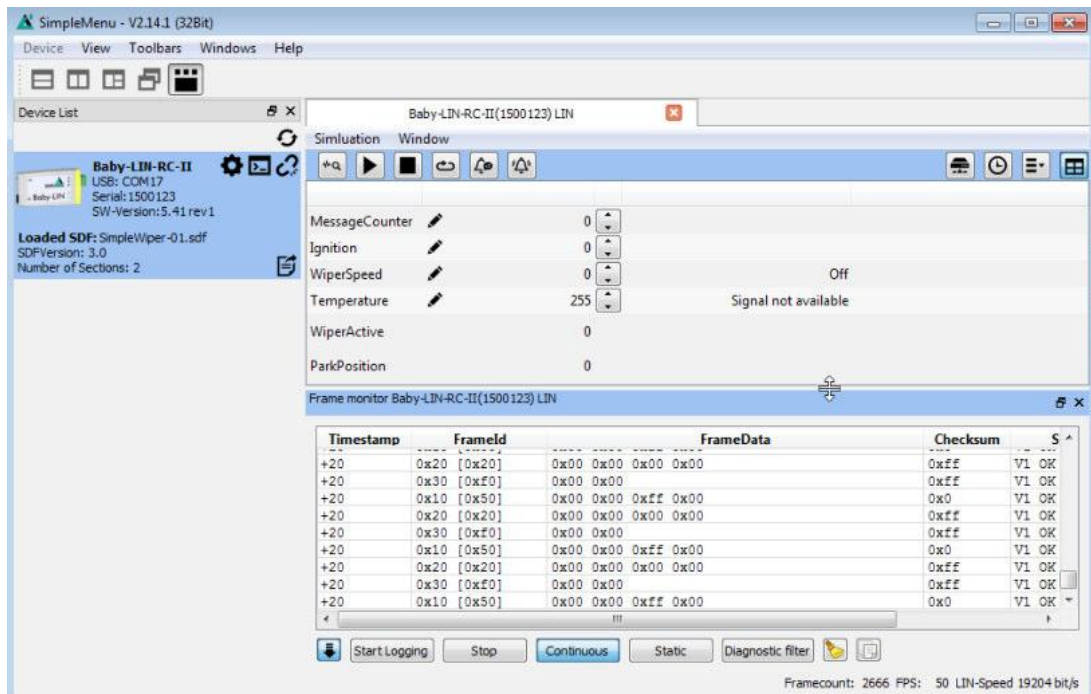 SimpleMenu - V2.14.1 (32Bit)
Device View Toolbars Windows Help
Device List
Baby-LIN-RC-II
USB: COM17
Serial: 1500123
SW-Version: 5.41 rev1
Baby-LIN
Loaded SDF: SimpleWiper-01.sdf
SDFVersion: 3.0
Number of Sections: 2
Baby-LIN-RC-II(1500123) LIN
Simluation Window
MessageCounter 0
Ignition 0
WiperSpeed 0 Off
Temperature 255 Signal not available
WiperActive 0
ParkPosition 0
Frame monitor Baby-LIN-RC-II(1500123) LIN
Timestamp FrameId FrameData Checksum S
+20 0x20 [0x20] 0x00 0x00 0x00 0x00 0xff V1 OK
+20 0x30 [0xf0] 0x00 0x00 0xff V1 OK
+20 0x10 [0x50] 0x00 0x00 0xff 0x00 0x0 V1 OK
+20 0x20 [0x20] 0x00 0x00 0x00 0x00 0xff V1 OK
+20 0x30 [0xf0] 0x00 0x00 0xff V1 OK
+20 0x10 [0x50] 0x00 0x00 0xff 0x00 0x0 V1 OK
+20 0x20 [0x20] 0x00 0x00 0x00 0x00 0xff V1 OK
+20 0x30 [0xf0] 0x00 0x00 0xff V1 OK
+20 0x10 [0x50] 0x00 0x00 0xff 0x00 0x0 V1 OK
Start Logging Stop Continuous Static Diagnostic filter
Framecount: 2666 FPS: 50 LIN-Speed 19204 bit/s